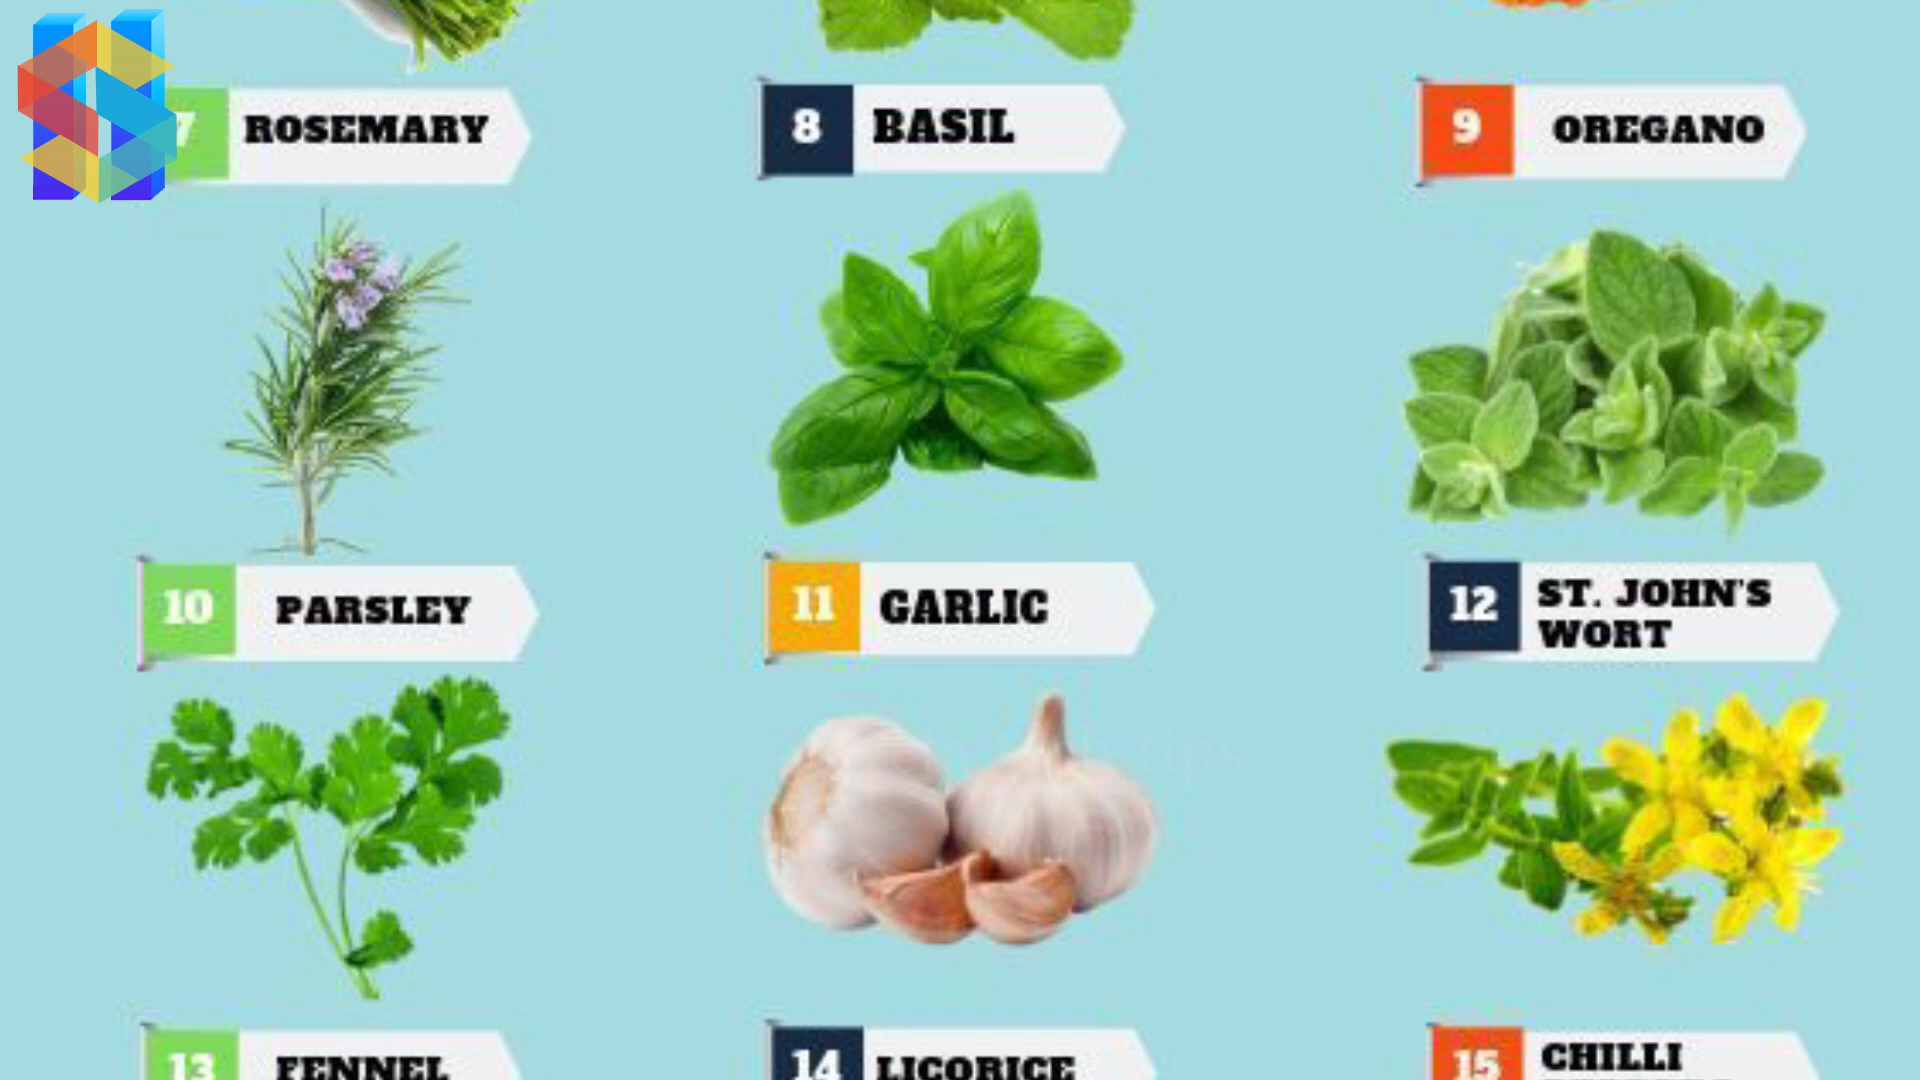 7 ROSEMARY
8 BASIL
9 OREGANO
10 PARSLEY
11 GARLIC
12 ST. JOHN'S
WORT
tips
13 FENNEL
14 LICORICE
15 CHILLI